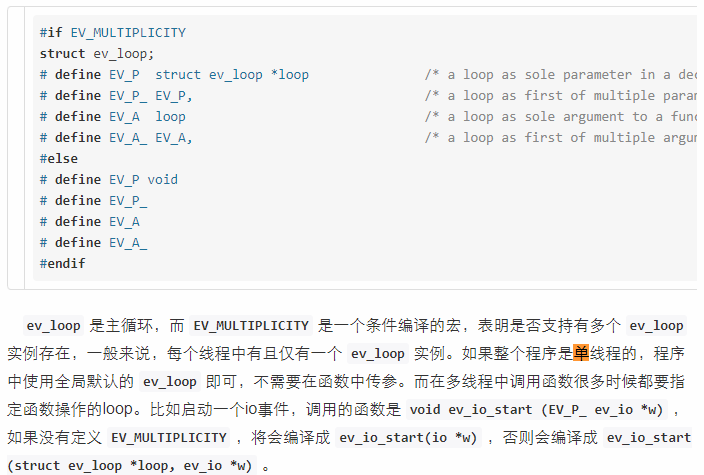 #if EV_MULTIPLICITY
struct ev_loop;
# define EV_P  struct ev_loop *loop               /* a loop as sole parameter in a dec
# define EV_P_ EV_P,                              /* a loop as first of multiple param
# define EV_A  loop                               /* a loop as sole argument to a func
# define EV_A_ EV_A,                              /* a loop as first of multiple argum
#else
# define EV_P void
# define EV_P_
# define EV_A
# define EV_A_
#endif
ev_loop 是主循环，而 EV_MULTIPLICITY 是一个条件编译的宏，表明是否支持有多个 ev_loop
实例存在，一般来说，每个线程中有且仅有一个 ev_loop 实例。如果整个程序是单线程的，程序
中使用全局默认的 ev_loop 即可，不需要在函数中传参。而在多线程中调用函数很多时候都要指
定函数操作的loop。比如启动一个io事件，调用的函数是 void ev_io_start (EV_P_ ev_io *w) ，
如果没有定义 EV_MULTIPLICITY ，将会编译成 ev_io_start(io *w) ，否则会编译成 ev_io_start
(struct ev_loop *loop, ev_io *w) 。